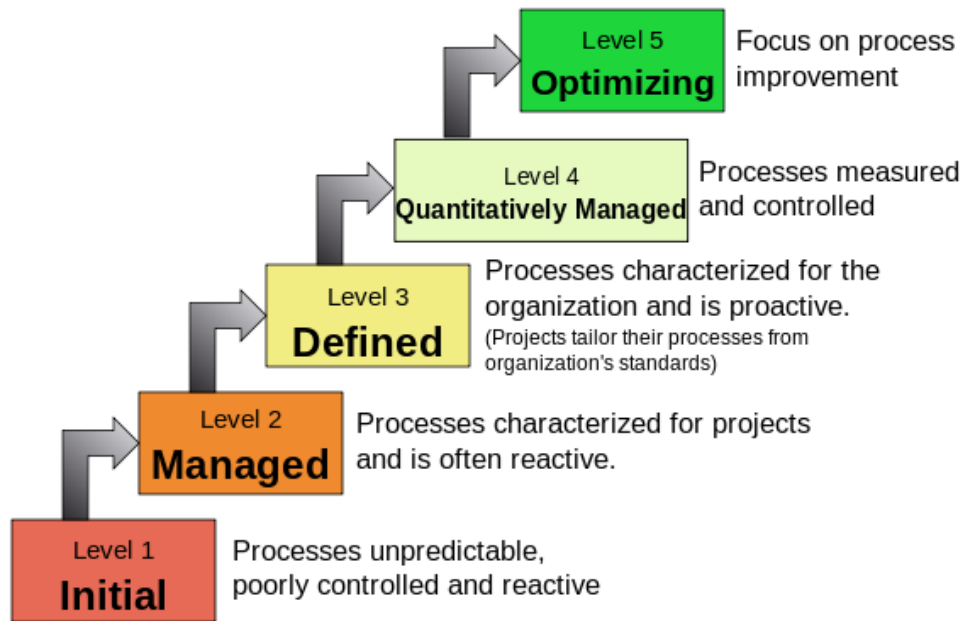 Level 5
Optimizing
Focus on process
improvement
Level 4
Quantitatively Managed
Processes measured
and controlled
Level 3
Defined
Processes characterized for the
organization and is proactive.
(Projects tailor their processes from
organization's standards)
Level 2
Managed
Processes characterized for projects
and is often reactive.
Level 1
Initial
Processes unpredictable,
poorly controlled and reactive